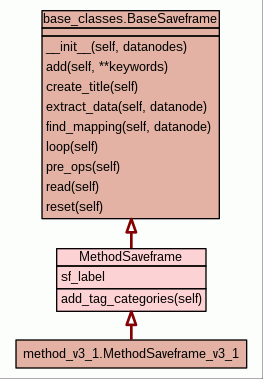 base_classes.BaseSaveframe
__init__(self, datanodes)
add(self, **keywords)
create_title(self)
extract_data(self, datanode)
find_mapping(self, datanode)
loop(self)
pre_ops(self)
read(self)
reset(self)
MethodSaveframe
sf_label
add_tag_categories(self)
method_v3_1.MethodSaveframe_v3_1